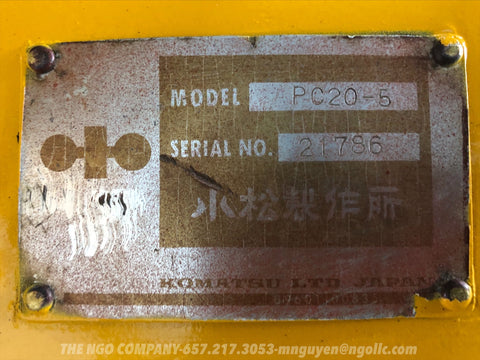 MODEL PC20-5
SERIAL NO. 21786
小松製作所
KOMATSU LTD JAPAN
THE NGO COMPANY-657.217.3053-mnguyen@ngollc.com